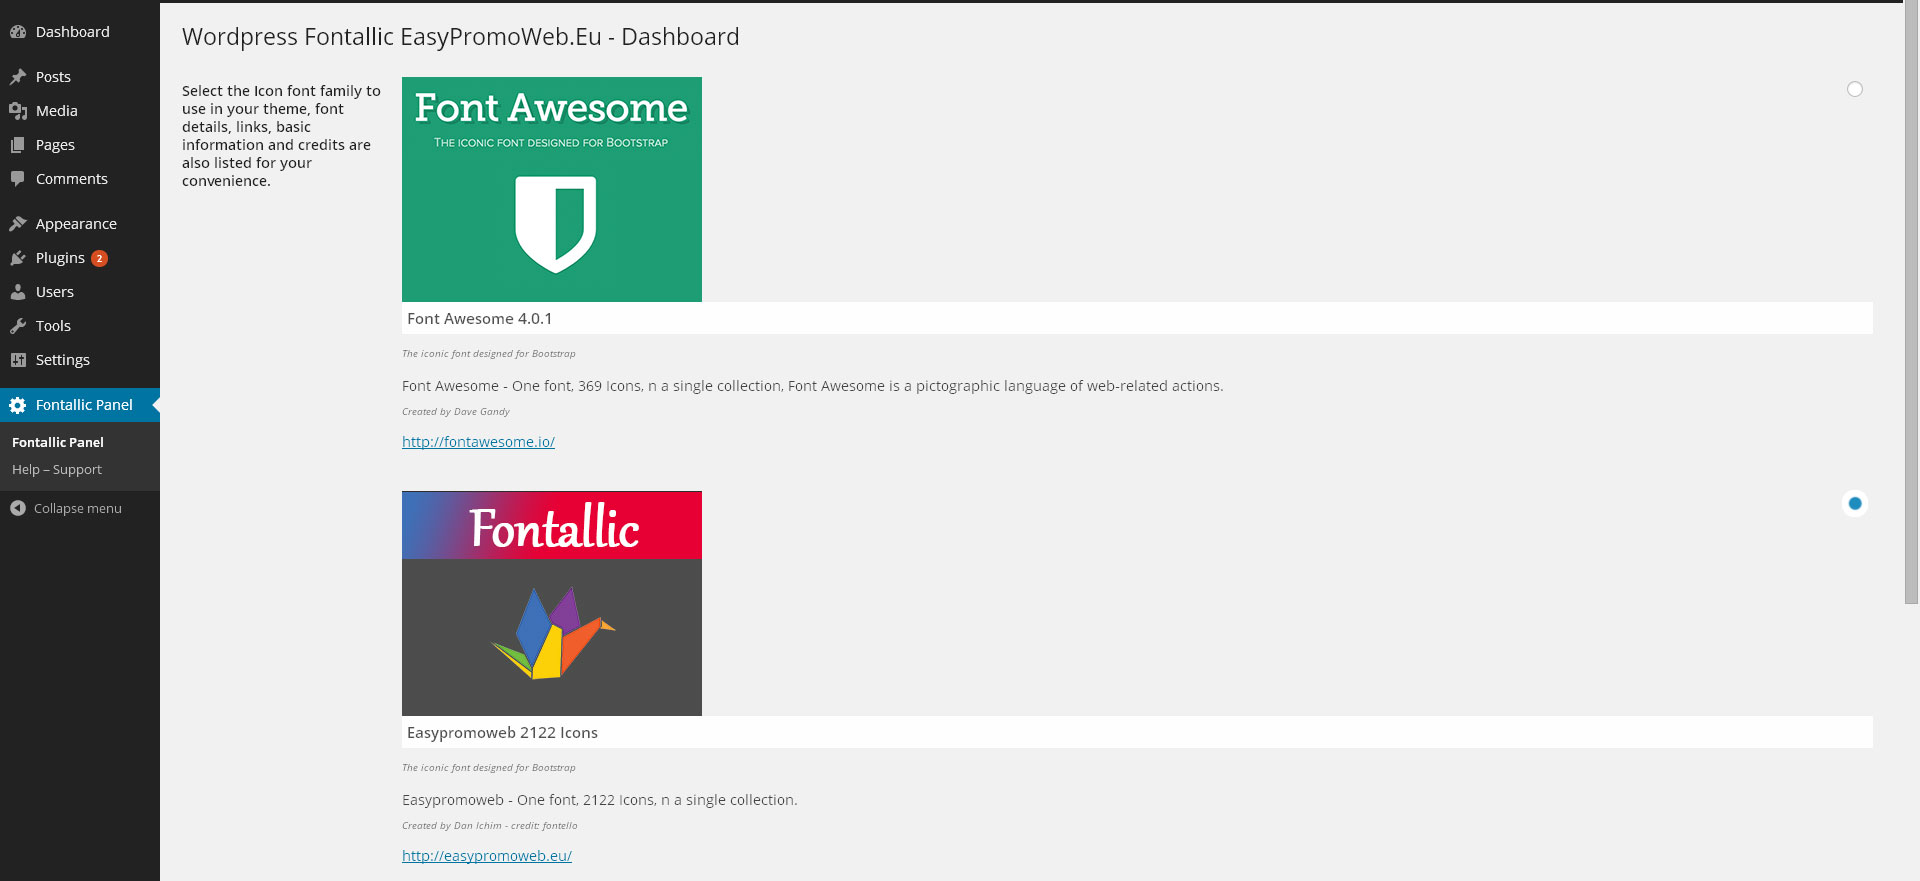 Dashboard
Posts
Media
Pages
Comments
Appearance
Plugins 2
Users
Tools
Settings
Fontallic Panel
Fontallic Panel
Help – Support
Collapse menu
Wordpress Fontallic EasyPromoWeb.Eu - Dashboard
Select the Icon font family to
use in your theme, font
details, links, basic
information and credits are
also listed for your
convenience.
Font Awesome
The iconic font designed for Bootstrap
Font Awesome 4.0.1
The iconic font designed for Bootstrap
Font Awesome - One font, 369 Icons, n a single collection, Font Awesome is a pictographic language of web-related actions.
Created by Dave Gandy
http://fontawesome.io/
Fontallic
Easypromoweb 2122 Icons
The iconic font designed for Bootstrap
Easypromoweb - One font, 2122 Icons, n a single collection.
Created by Dan Ichim - credit: fontello
http://easypromoweb.eu/